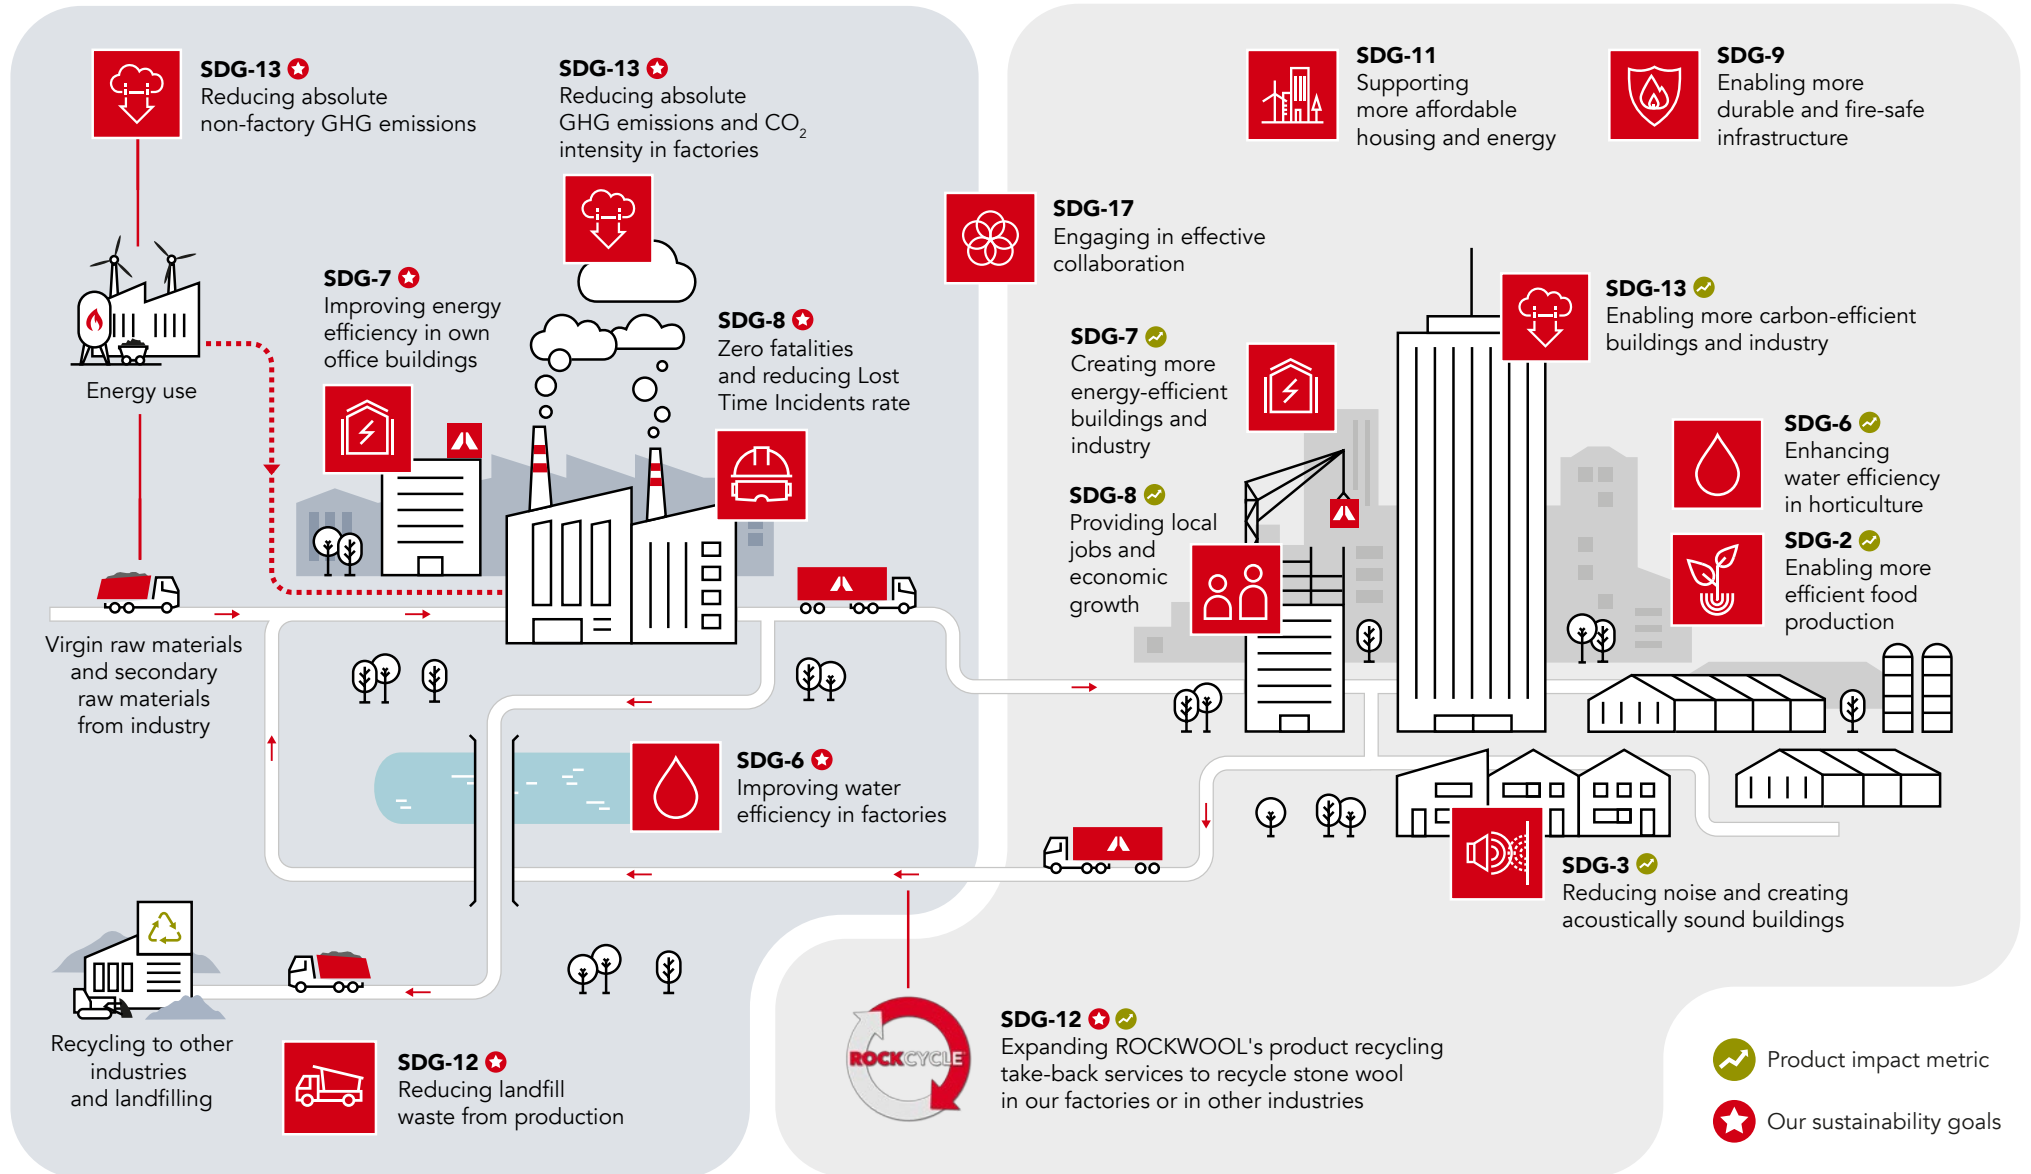 SDG-13
Reducing absolute
non-factory GHG emissions
SDG-13
Reducing absolute
GHG emissions and CO₂
intensity in factories
SDG-11
Supporting
more affordable
housing and energy
SDG-9
Enabling more
durable and fire-safe
infrastructure
SDG-17
Engaging in effective
collaboration
SDG-7
Improving energy
efficiency in own
office buildings
SDG-8
Zero fatalities
and reducing Lost
Time Incidents rate
Energy use
SDG-7
Creating more
energy-efficient
buildings and
industry
SDG-13
Enabling more carbon-efficient
buildings and industry
SDG-6
Enhancing
water efficiency
in horticulture
SDG-8
Providing local
jobs and
economic
growth
SDG-2
Enabling more
efficient food
production
Virgin raw materials
and secondary
raw materials
from industry
SDG-6
Improving water
efficiency in factories
SDG-3
Reducing noise and creating
acoustically sound buildings
Recycling to other
industries
and landfilling
SDG-12
Reducing landfill
waste from production
ROCKCYCLE
SDG-12
Expanding ROCKWOOL's product recycling
take-back services to recycle stone wool
in our factories or in other industries
Product impact metric
Our sustainability goals